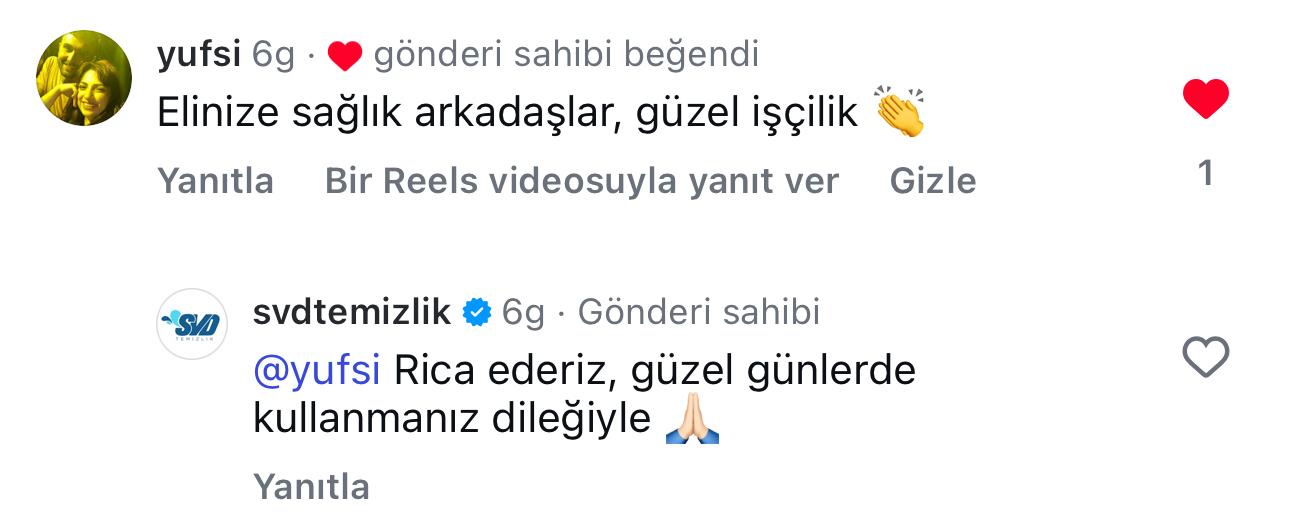 yufsi 6g · ❤️ gönderi sahibi beğendi
Elinize sağlık arkadaşlar, güzel işçilik 👏
Yanıtla Bir Reels videosuyla yanıt ver Gizle
1
SVD
TEMİZLİK
svdtemizlik 6g · Gönderi sahibi
@yufsi Rica ederiz, güzel günlerde
kullanmanız dileğiyle 🙏🏻
Yanıtla